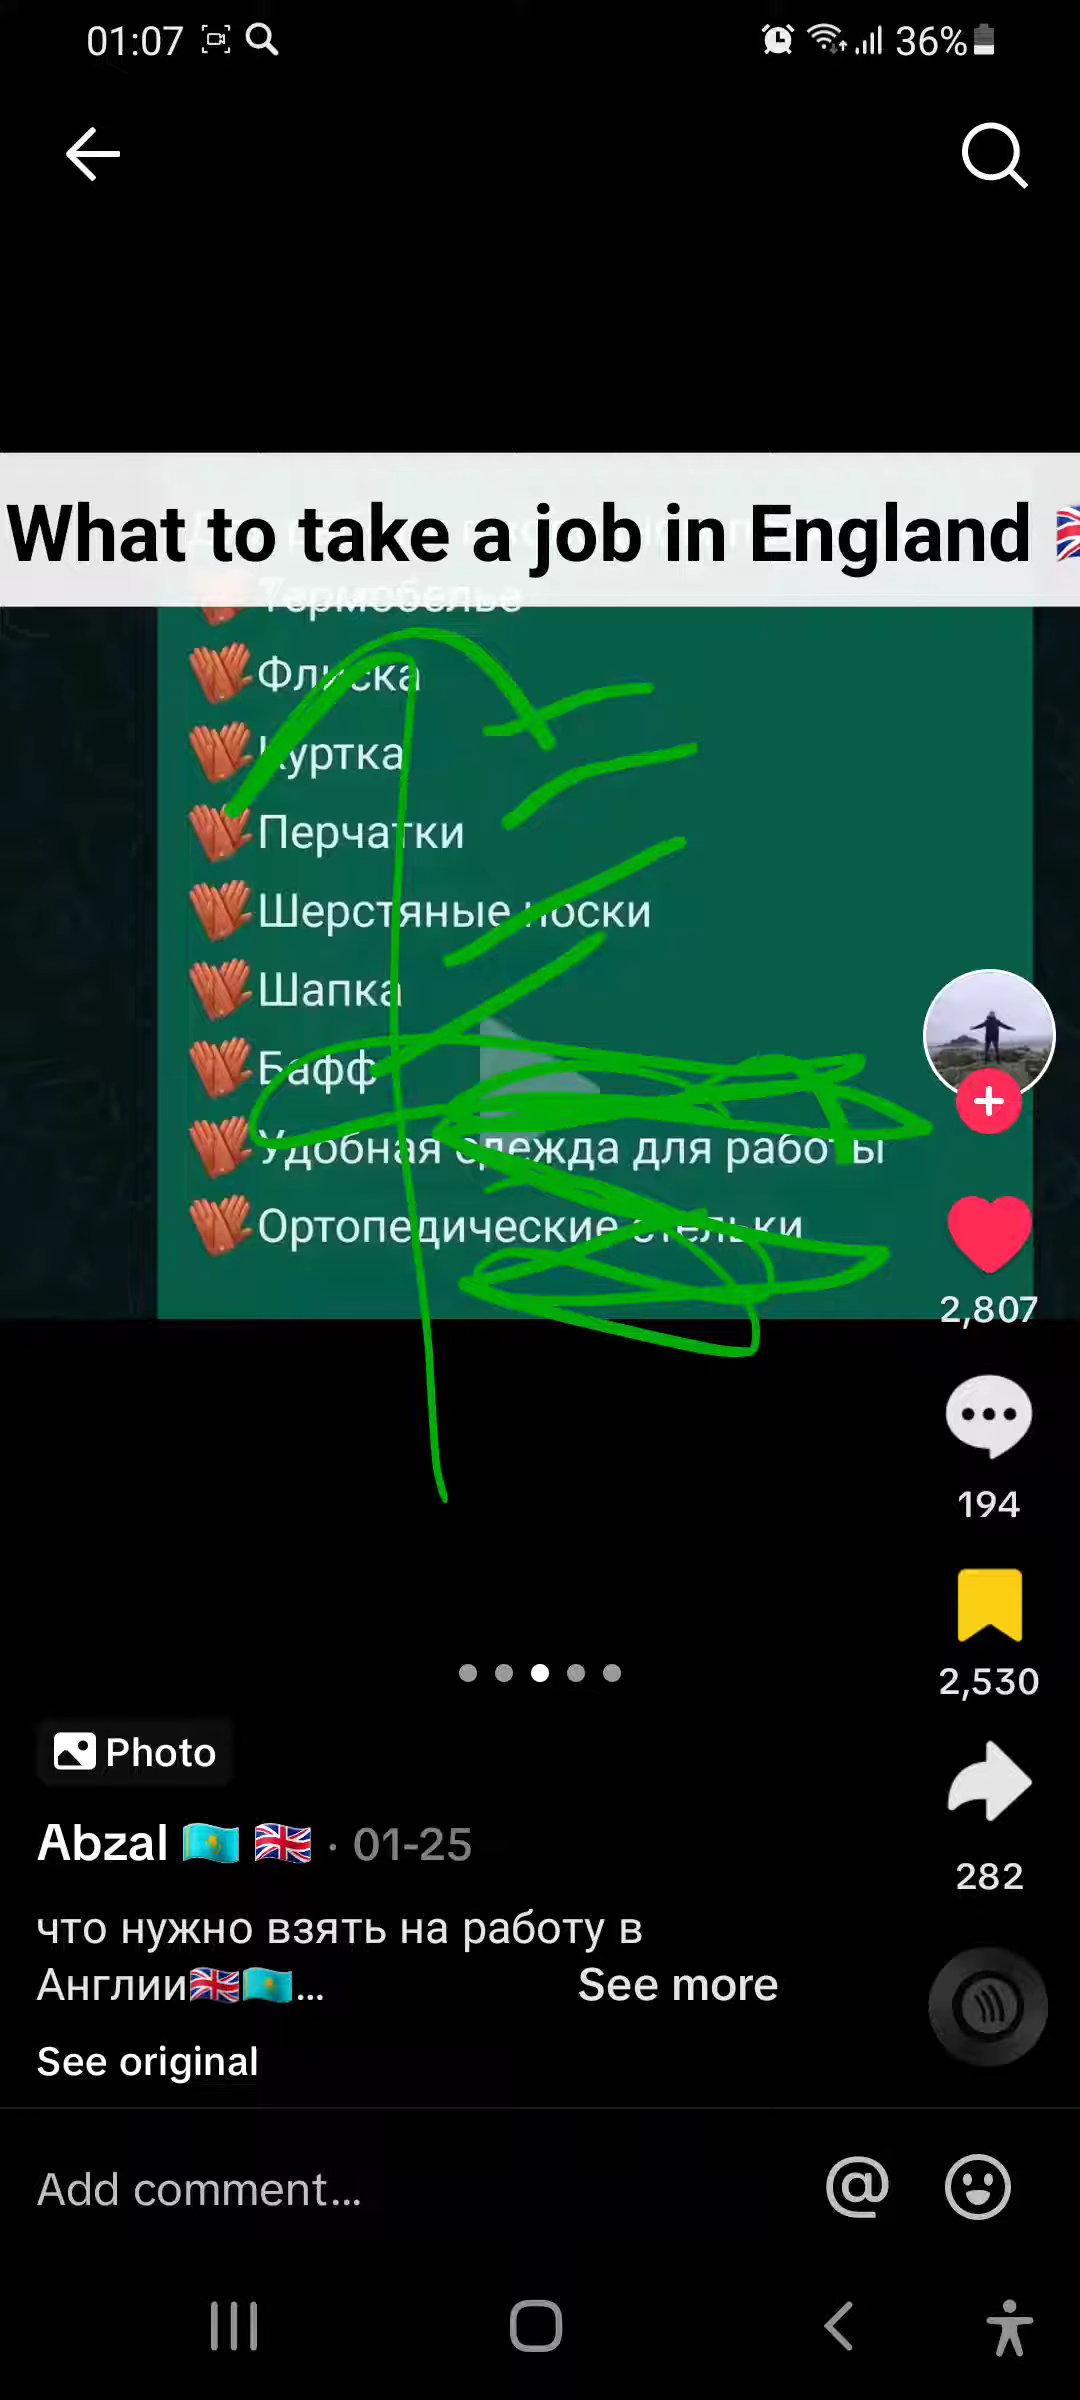 01:07 36%
What to take a job in England
Термобелье
Флиска
Куртка
Перчатки
Шерстяные носки
Шапка
Бафф
Удобная одежда для работы
Ортопедические стельки
2,807
194
2,530
Photo
Abzal · 01-25
282
что нужно взять на работу в
Англии... See more
See original
Add comment...